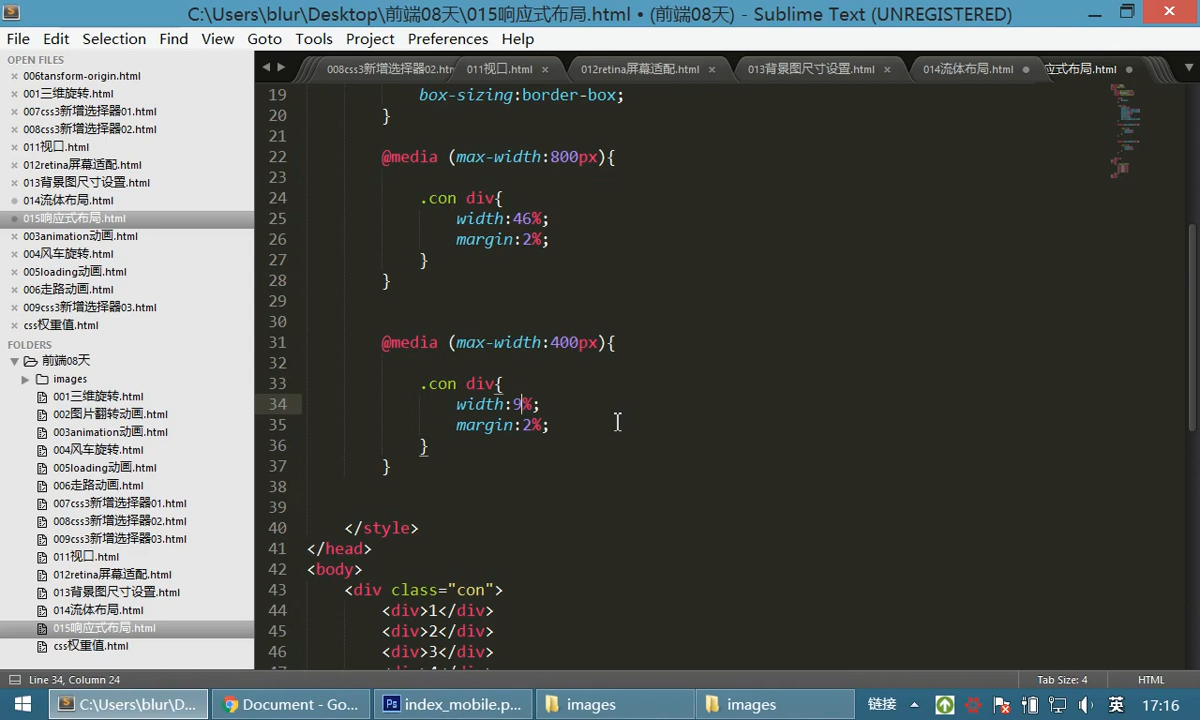 C:\Users\blur\Desktop\前端08天\015响应式布局.html • (前端08天) - Sublime Text (UNREGISTERED)
File Edit Selection Find View Goto Tools Project Preferences Help
OPEN FILES
006tansform-origin.html
001三维旋转.html
007css3新增选择器01.html
008css3新增选择器02.html
011视口.html
012retina屏幕适配.html
013背景图尺寸设置.html
014流体布局.html
015响应式布局.html
003animation动画.html
004风车旋转.html
005loading动画.html
006走路动画.html
009css3新增选择器03.html
css权重值.html
FOLDERS
前端08天
images
001三维旋转.html
002图片翻转动画.html
003animation动画.html
004风车旋转.html
005loading动画.html
006走路动画.html
007css3新增选择器01.html
008css3新增选择器02.html
009css3新增选择器03.html
011视口.html
012retina屏幕适配.html
013背景图尺寸设置.html
014流体布局.html
015响应式布局.html
css权重值.html
008css3新增选择器02.htr 011视口.html 012retina屏幕适配.html 013背景图尺寸设置.html 014流体布局.html 应式布局.html
19 box-sizing:border-box;
20 }
21
22 @media (max-width:800px){
23
24 .con div{
25 width:46%;
26 margin:2%;
27 }
28 }
29
30
31 @media (max-width:400px){
32
33 .con div{
34 width:9%;
35 margin:2%;
36 }
37 }
38
39
40 </style>
41 </head>
42 <body>
43 <div class="con">
44 <div>1</div>
45 <div>2</div>
46 <div>3</div>
Line 34, Column 24 Tab Size: 4 HTML
C:\Users\blur\D... Document - Go... index_mobile.p... images images 链接 英 17:16